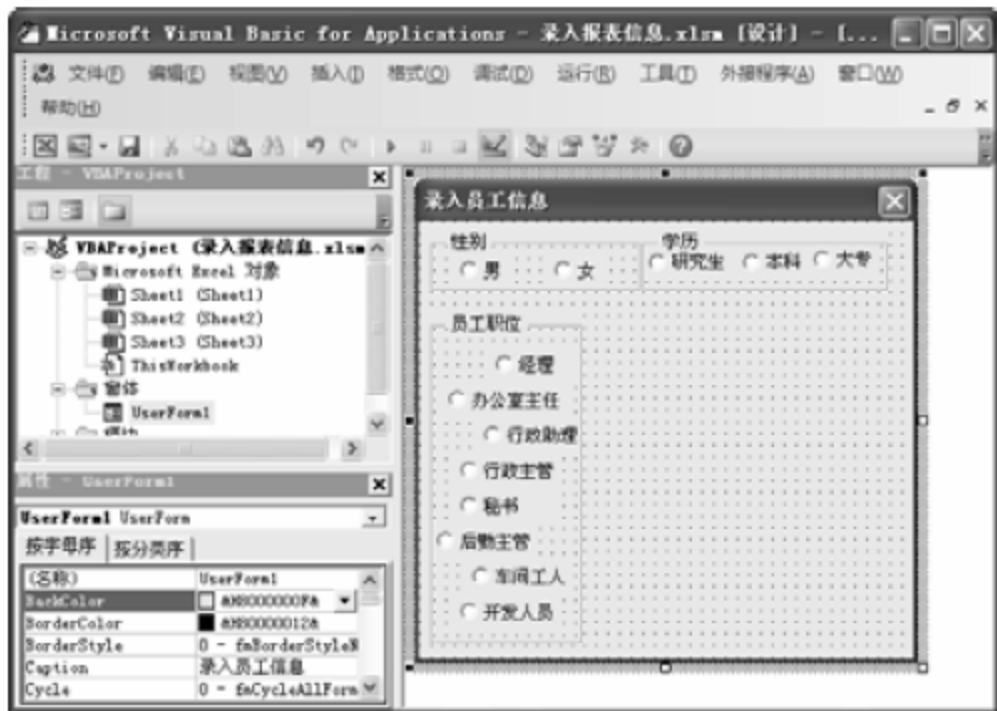 Microsoft Visual Basic for Applications - 录入报表信息.xlsm [设计] - [...
文件(F) 编辑(E) 视图(V) 插入(I) 格式(O) 调试(D) 运行(R) 工具(T) 外接程序(A) 窗口(W)
帮助(H)
工程 - VBAProject
VBAProject (录入报表信息.xlsm
Microsoft Excel 对象
Sheet1 (Sheet1)
Sheet2 (Sheet2)
Sheet3 (Sheet3)
ThisWorkbook
窗体
UserForm1
属性 - UserForm1
UserForm1 UserForm
按字母序 按分类序
(名称) UserForm1
BackColor &H8000000F&
BorderColor &H80000012&
BorderStyle 0 - fmBorderStyleN
Caption 录入员工信息
Cycle 0 - fmCycleAllForm
录入员工信息
性别
男 女
学历
研究生 本科 大专
员工职位
经理
办公室主任
行政助理
行政主管
秘书
后勤主管
车间工人
开发人员